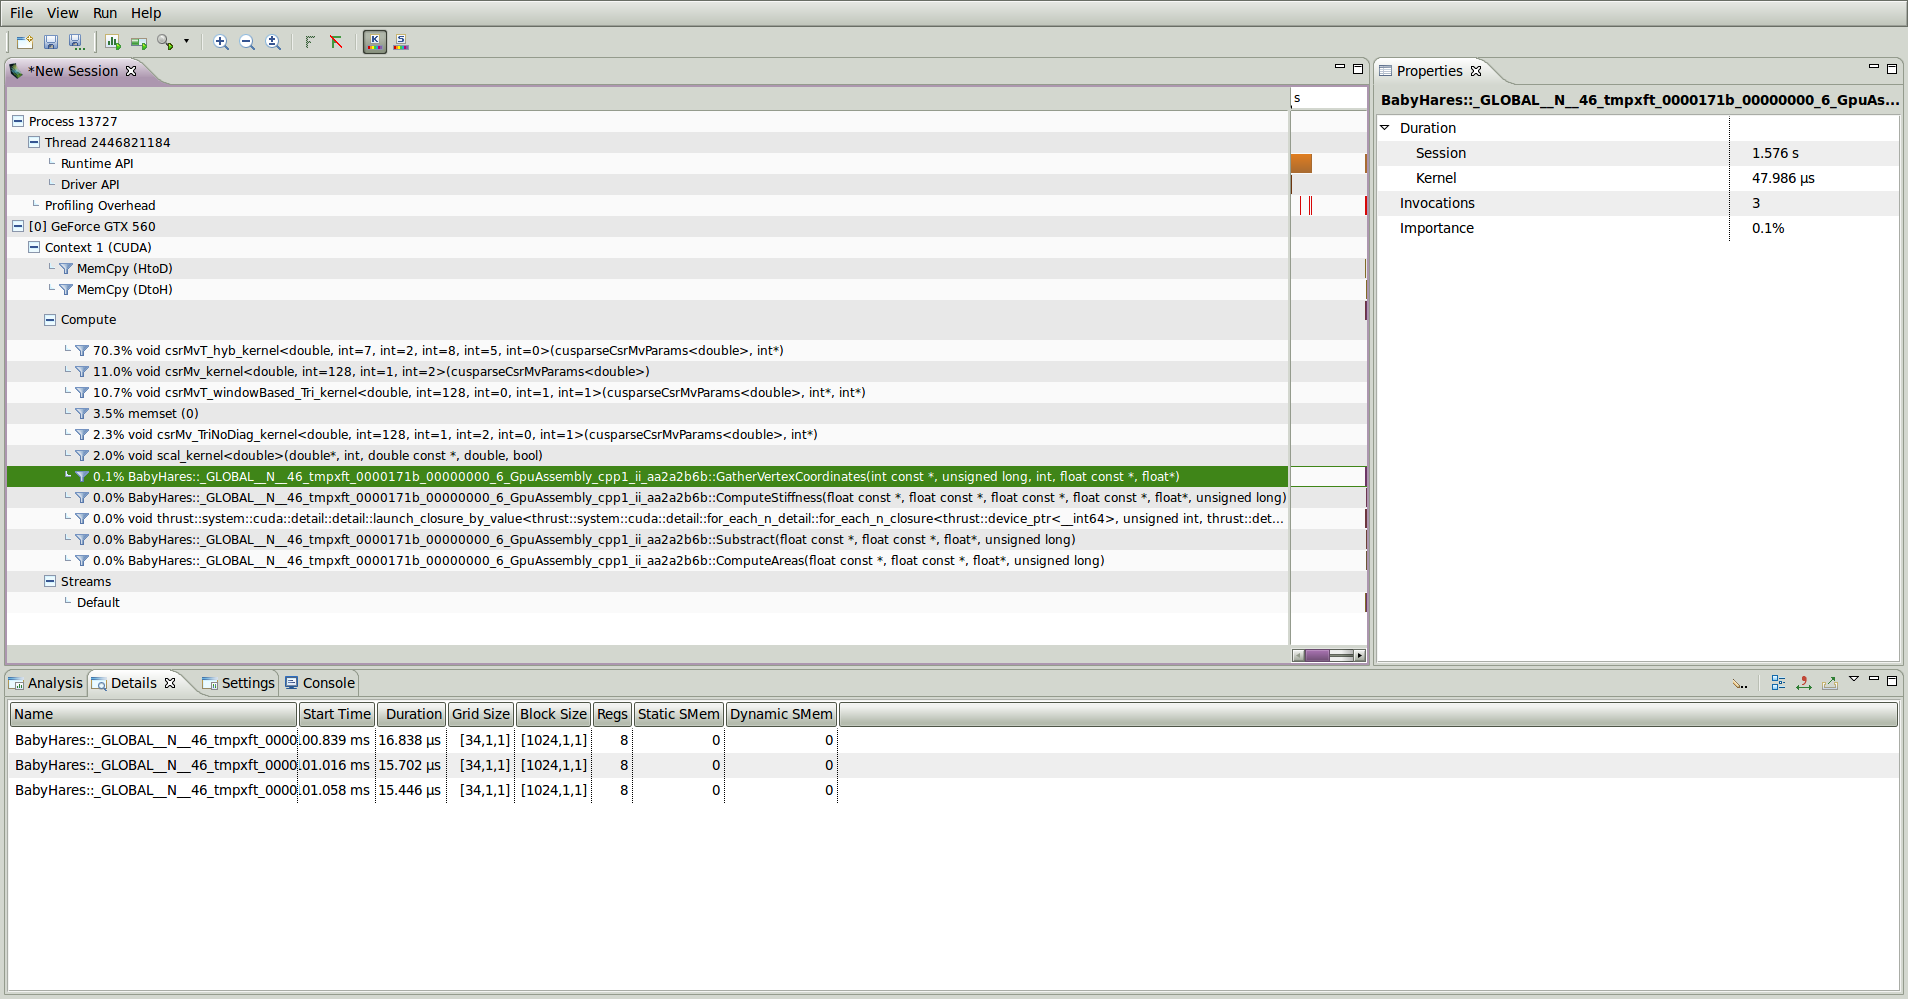 File View Run Help
*New Session
s
Process 13727
Thread 2446821184
Runtime API
Driver API
Profiling Overhead
[0] GeForce GTX 560
Context 1 (CUDA)
MemCpy (HtoD)
MemCpy (DtoH)
Compute
70.3% void csrMvT_hyb_kernel<double, int=7, int=2, int=8, int=5, int=0>(cusparseCsrMvParams<double>, int*)
11.0% void csrMv_kernel<double, int=128, int=1, int=2>(cusparseCsrMvParams<double>)
10.7% void csrMvT_windowBased_Tri_kernel<double, int=128, int=0, int=1, int=1>(cusparseCsrMvParams<double>, int*, int*)
3.5% memset (0)
2.3% void csrMv_TriNoDiag_kernel<double, int=128, int=1, int=2, int=0, int=1>(cusparseCsrMvParams<double>, int*)
2.0% void scal_kernel<double>(double*, int, double const *, double, bool)
0.1% BabyHares::_GLOBAL__N__46_tmpxft_0000171b_00000000_6_GpuAssembly_cpp1_ii_aa2a2b6b::GatherVertexCoordinates(int const *, unsigned long, int, float const *, float*)
0.0% BabyHares::_GLOBAL__N__46_tmpxft_0000171b_00000000_6_GpuAssembly_cpp1_ii_aa2a2b6b::ComputeStiffness(float const *, float const *, float const *, float const *, float*, unsigned long)
0.0% void thrust::system::cuda::detail::detail::launch_closure_by_value<thrust::system::cuda::detail::for_each_n_detail::for_each_n_closure<thrust::device_ptr<__int64>, unsigned int, thrust::det...
0.0% BabyHares::_GLOBAL__N__46_tmpxft_0000171b_00000000_6_GpuAssembly_cpp1_ii_aa2a2b6b::Substract(float const *, float const *, float*, unsigned long)
0.0% BabyHares::_GLOBAL__N__46_tmpxft_0000171b_00000000_6_GpuAssembly_cpp1_ii_aa2a2b6b::ComputeAreas(float const *, float const *, float*, unsigned long)
Streams
Default
Properties
BabyHares::_GLOBAL__N__46_tmpxft_0000171b_00000000_6_GpuAs...
Duration
Session 1.576 s
Kernel 47.986 µs
Invocations 3
Importance 0.1%
Analysis Details Settings Console
Name Start Time Duration Grid Size Block Size Regs Static SMem Dynamic SMem
BabyHares::_GLOBAL__N__46_tmpxft_0000 .00.839 ms 16.838 µs [34,1,1] [1024,1,1] 8 0 0
BabyHares::_GLOBAL__N__46_tmpxft_0000 .01.016 ms 15.702 µs [34,1,1] [1024,1,1] 8 0 0
BabyHares::_GLOBAL__N__46_tmpxft_0000 .01.058 ms 15.446 µs [34,1,1] [1024,1,1] 8 0 0